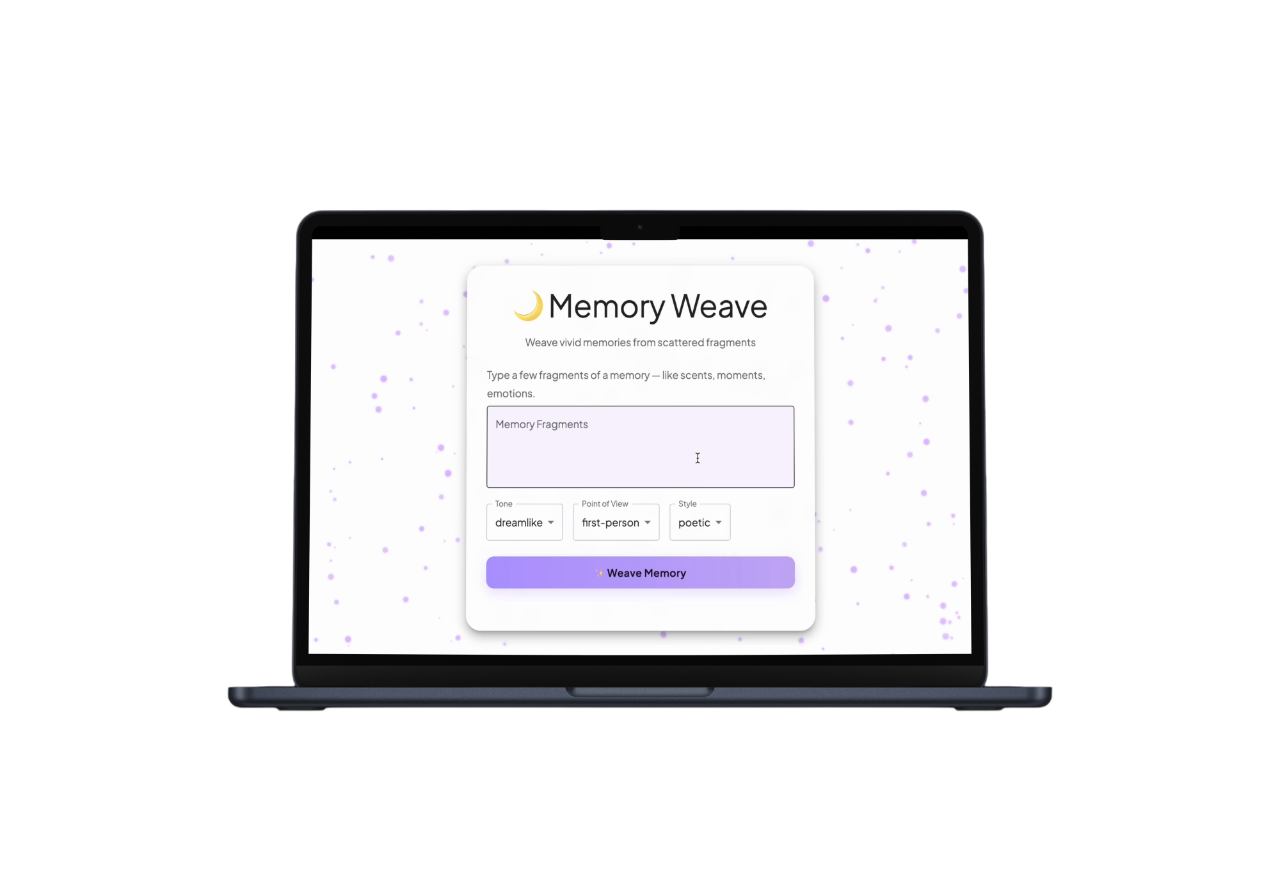 🌙 Memory Weave
Weave vivid memories from scattered fragments
Type a few fragments of a memory — like scents, moments,
emotions.
Memory Fragments
Tone Point of View Style
dreamlike first-person poetic
✨ Weave Memory